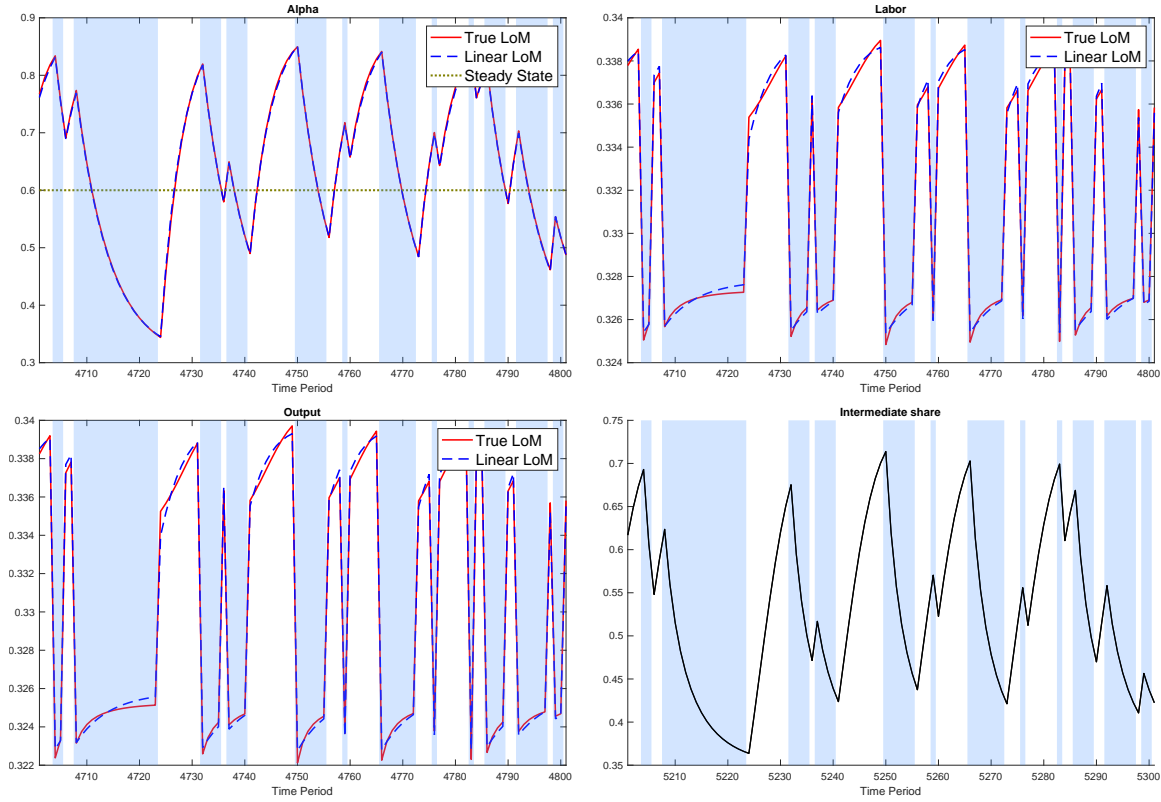 Alpha
0.9
0.8
0.7
0.6
0.5
0.4
0.3
True LoM
Linear LoM
Steady State
4710 4720 4730 4740 4750 4760 4770 4780 4790 4800
Time Period
Labor
0.34
0.338
0.336
0.334
0.332
0.33
0.328
0.326
0.324
True LoM
Linear LoM
4710 4720 4730 4740 4750 4760 4770 4780 4790 4800
Time Period
Output
0.34
0.338
0.336
0.334
0.332
0.33
0.328
0.326
0.324
0.322
True LoM
Linear LoM
4710 4720 4730 4740 4750 4760 4770 4780 4790 4800
Time Period
Intermediate share
0.75
0.7
0.65
0.6
0.55
0.5
0.45
0.4
0.35
5210 5220 5230 5240 5250 5260 5270 5280 5290 5300
Time Period